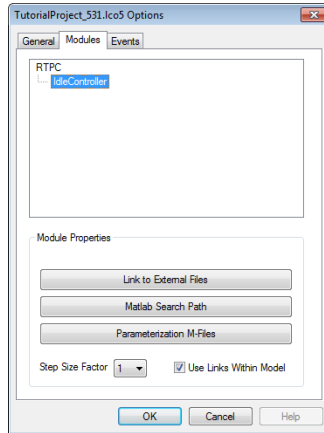 TutorialProject_531.lco5 Options
General Modules Events
RTPC
IdleController
Module Properties
Link to External Files
Matlab Search Path
Parameterization M-Files
Step Size Factor 1 Use Links Within Model
OK Cancel Help